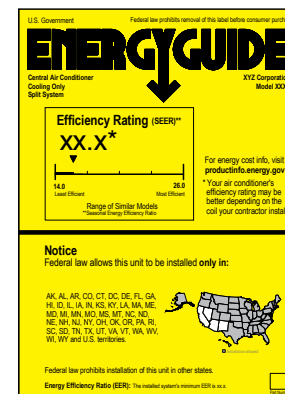 U.S. Government
Federal law prohibits removal of this label before consumer purch
ENERGYGUIDE
Central Air Conditioner
Cooling Only
Split System
XYZ Corporatio
Model XXX
Efficiency Rating (SEER)**
XX.X*
14.0
26.0
Least Efficient
Most Efficient
Range of Similar Models
**Seasonal Energy Efficiency Ratio
For energy cost info, visit
productinfo.energy.gov
* Your air conditioner's
efficiency rating may be
better depending on the
coil your contractor instal
Notice
Federal law allows this unit to be installed only in:
AK, AL, AR, CO, CT, DC, DE, FL, GA,
HI, ID, IL, IA, IN, KS, KY, LA, MA, ME,
MD, MI, MN, MO, MS, MT, NC, ND,
NE, NH, NJ, NY, OH, OK, OR, PA, RI,
SC, SD, TN, TX, UT, VA, VT, WA, WV,
WI, WY and U.S. territories.
Installation allowed
Federal law prohibits installation of this unit in other states.
Energy Efficiency Ratio (EER): The installed system's minimum EER is xx.x.